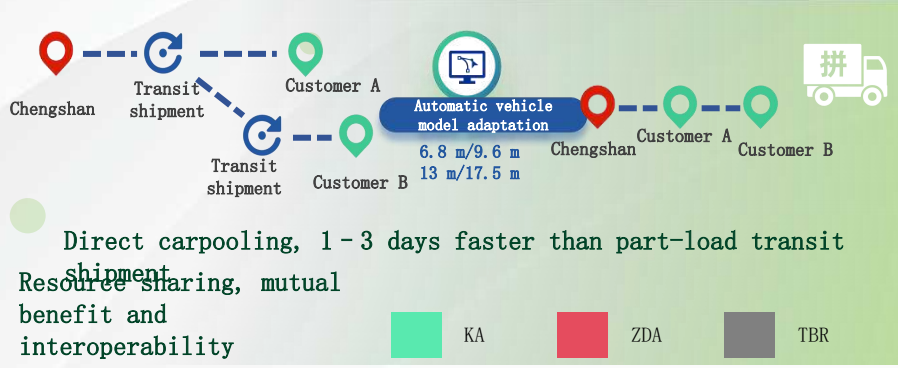 Chengshan
Transit
shipment
Customer A
Transit
shipment
Customer B
Automatic vehicle
model adaptation
6.8 m/9.6 m
13 m/17.5 m
Chengshan
Customer A
Customer B
拼
Direct carpooling, 1-3 days faster than part-load transit
shipment
Resource sharing, mutual
benefit and
interoperability
KA
ZDA
TBR